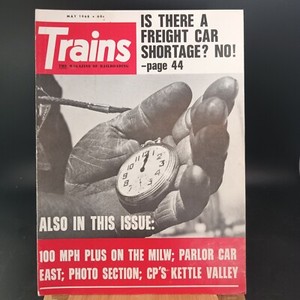 MAY 1968 • 60c
Trains
THE MAGAZINE OF RAILROADING
IS THERE A
FREIGHT CAR
SHORTAGE? NO!
–page 44
ALSO IN THIS ISSUE:
100 MPH PLUS ON THE MILW; PARLOR CAR
EAST; PHOTO SECTION; CP'S KETTLE VALLEY